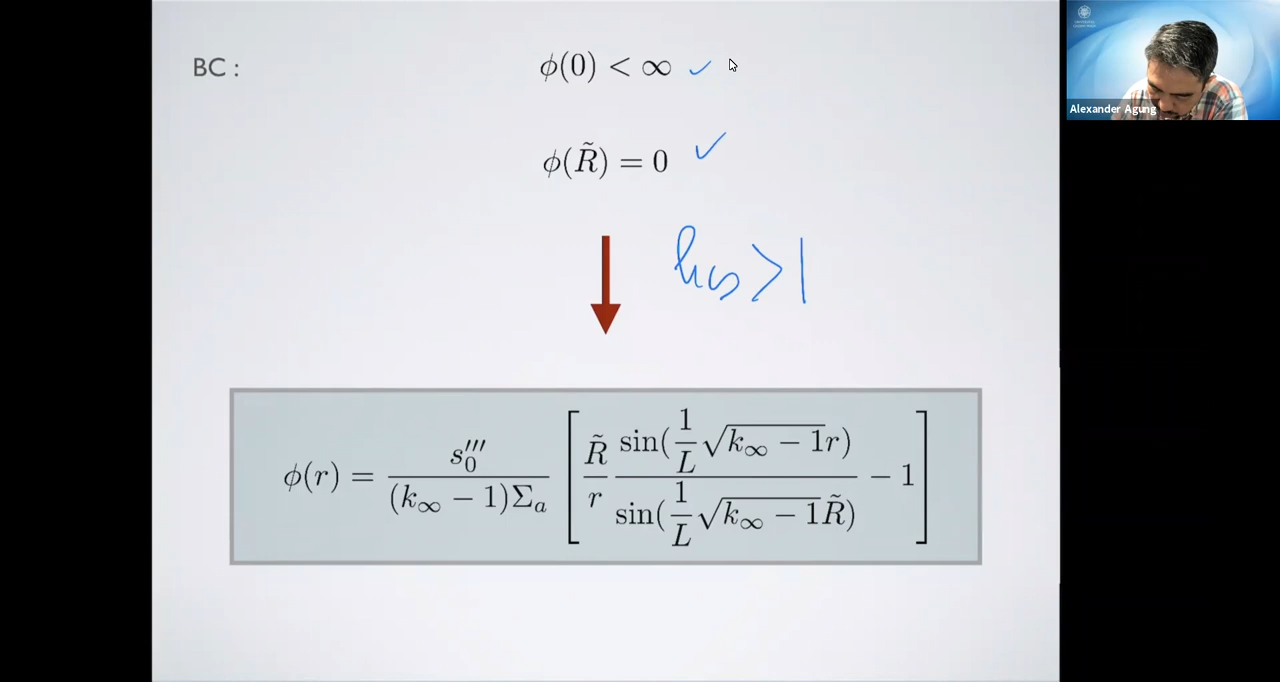 BC :
ϕ(0) < ∞ ✓
ϕ(R̃) = 0 ✓
k∞ > 1
ϕ(r) = s₀''' / (k∞ − 1)Σₐ [ R̃/r sin(1/L √(k∞ − 1) r) / sin(1/L √(k∞ − 1) R̃) − 1 ]
Alexander Agung